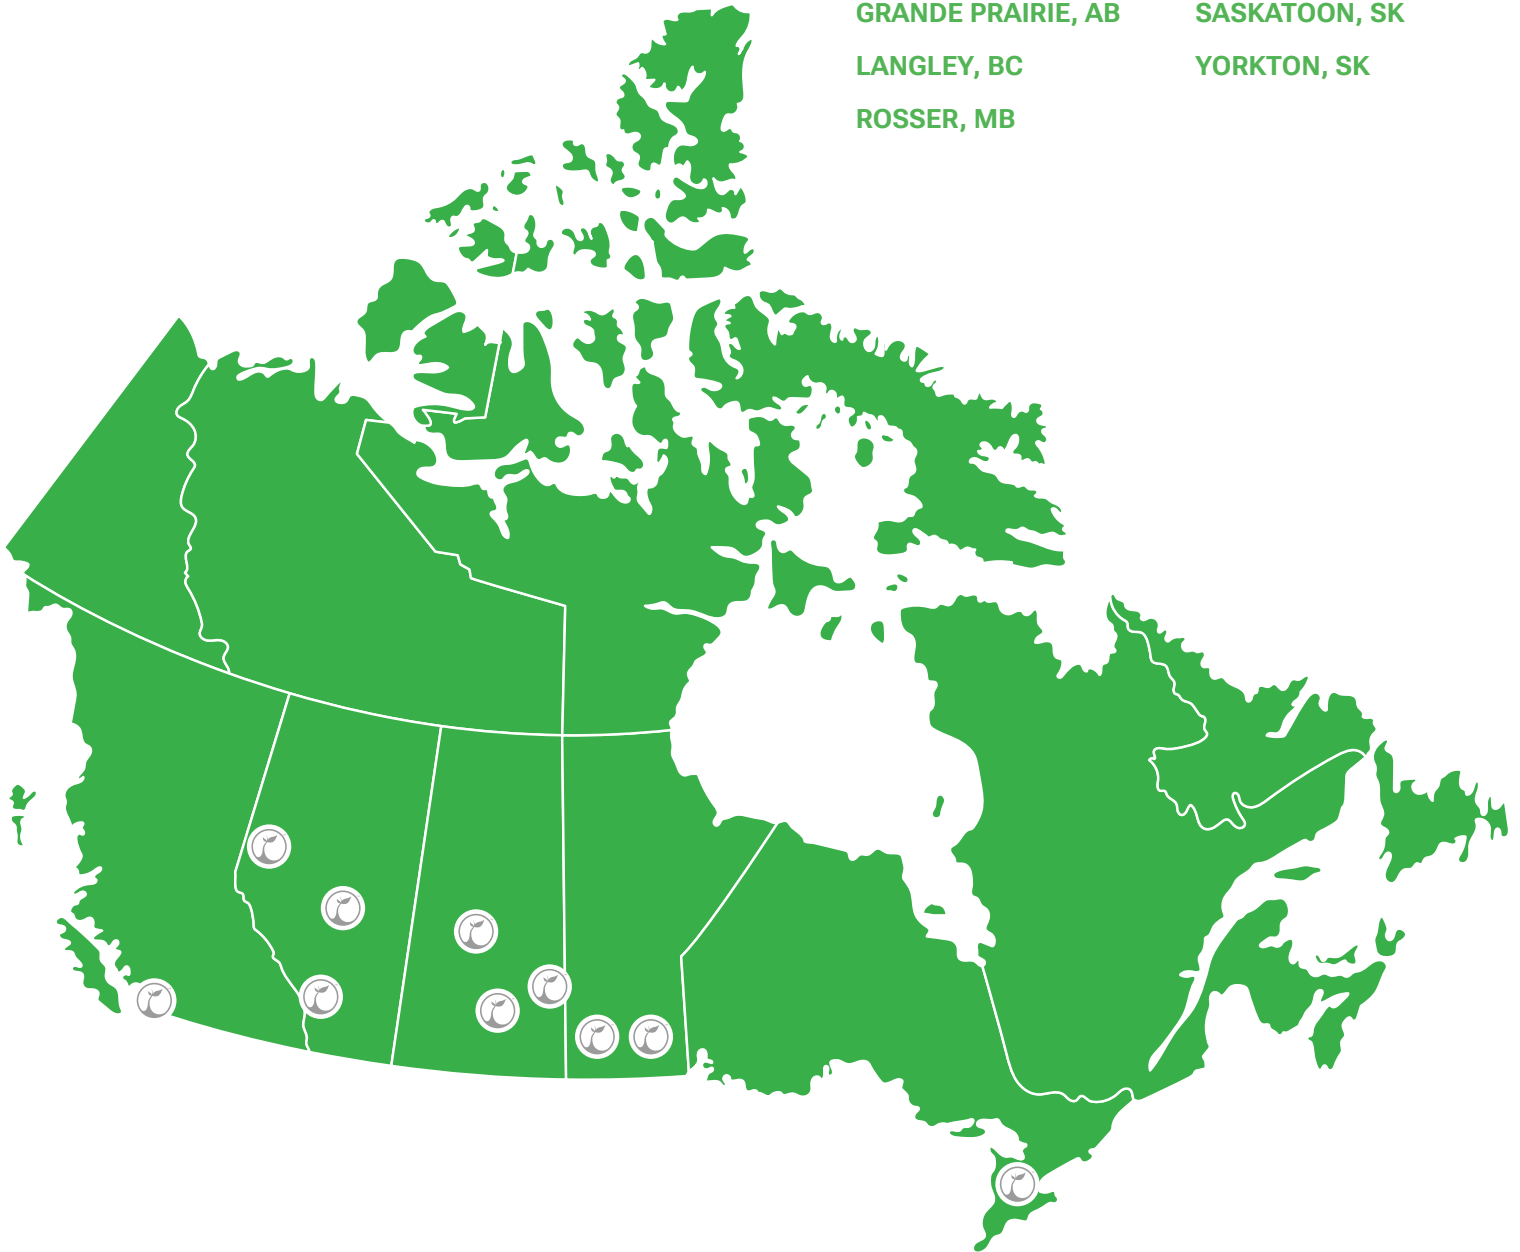 GRANDE PRAIRIE, AB
LANGLEY, BC
ROSSER, MB
SASKATOON, SK
YORKTON, SK